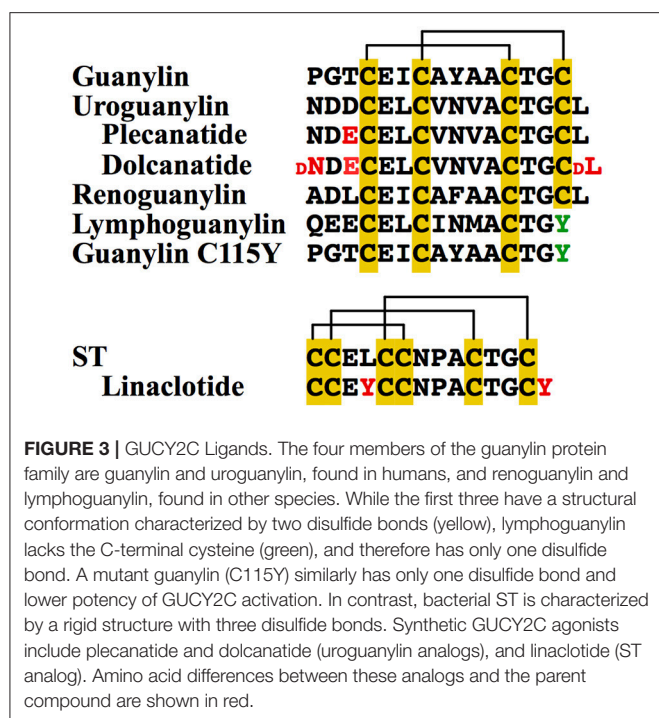 Guanylin PGTCEICAYAACTGC
Uroguanylin NDDCELCVNVACTGCL
Plecanatide NDECELCVNVACTGCL
Dolcanatide DNDECELCVNVACTGCDL
Renoguanylin ADLCEICAFAACTGCL
Lymphoguanylin QEECELCINMACTGY
Guanylin C115Y PGTCEICAYAACTGY
ST CCELCCNPACTGC
Linaclotide CCEYCCNPACTGCY
FIGURE 3 | GUCY2C Ligands. The four members of the guanylin protein
family are guanylin and uroguanylin, found in humans, and renoguanylin and
lymphoguanylin, found in other species. While the first three have a structural
conformation characterized by two disulfide bonds (yellow), lymphoguanylin
lacks the C-terminal cysteine (green), and therefore has only one disulfide
bond. A mutant guanylin (C115Y) similarly has only one disulfide bond and
lower potency of GUCY2C activation. In contrast, bacterial ST is characterized
by a rigid structure with three disulfide bonds. Synthetic GUCY2C agonists
include plecanatide and dolcanatide (uroguanylin analogs), and linaclotide (ST
analog). Amino acid differences between these analogs and the parent
compound are shown in red.